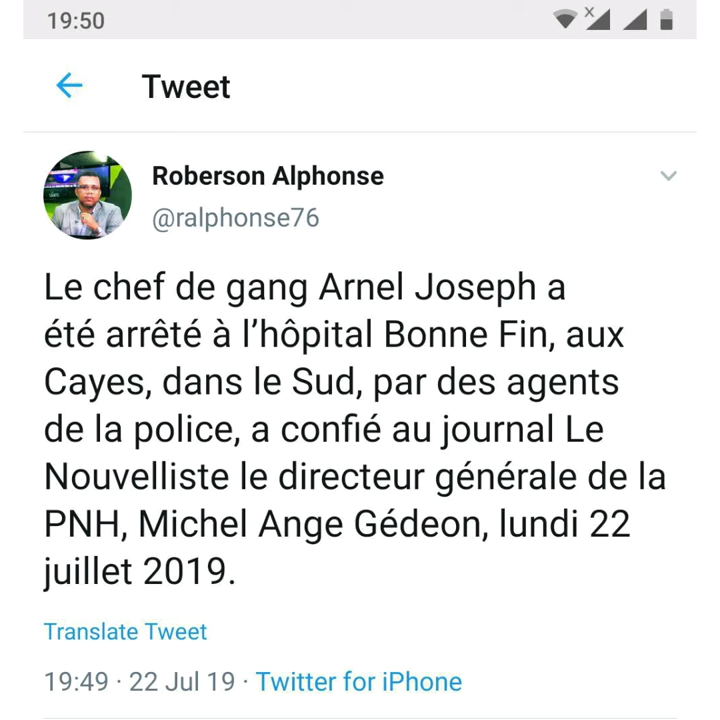 19:50
Tweet
Roberson Alphonse
@ralphonse76
Le chef de gang Arnel Joseph a
été arrêté à l’hôpital Bonne Fin, aux
Cayes, dans le Sud, par des agents
de la police, a confié au journal Le
Nouvelliste le directeur générale de la
PNH, Michel Ange Gédeon, lundi 22
juillet 2019.
Translate Tweet
19:49 · 22 Jul 19 · Twitter for iPhone